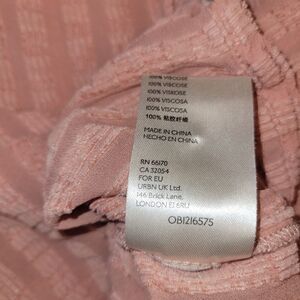 100% VISCOSE
100% VISCOSE
100% VISKOSE
100% VISCOSA
100% VISCOSA
100% 粘胶纤维
MADE IN CHINA
HECHO EN CHINA
RN 66170
CA 32054
FOR EU
URBN UK Ltd.
146 Brick Lane,
LONDON E1 6RU
OB1216575